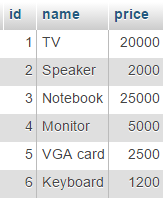 id name price
1 TV 20000
2 Speaker 2000
3 Notebook 25000
4 Monitor 5000
5 VGA card 2500
6 Keyboard 1200